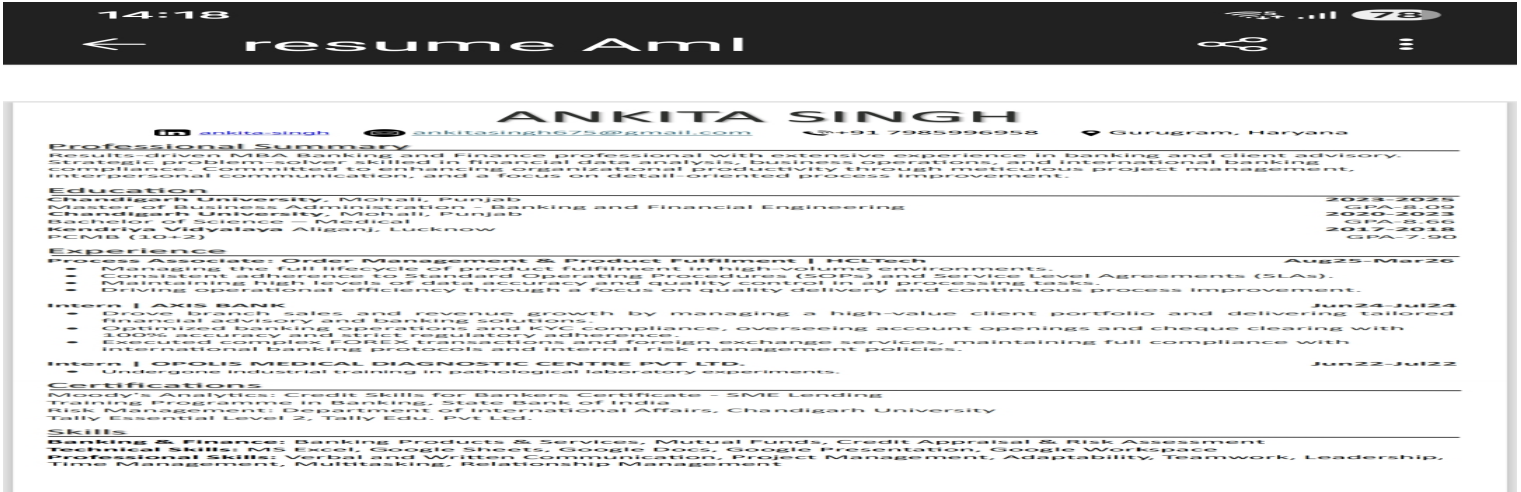 14:18
78
resume Aml
ANKITA SINGH
in ankita-singh ankitasingh675@gmail.com +91 7985996958 Gurugram, Haryana
Professional Summary
Results-driven MBA Banking and Finance professional with extensive experience in banking and client advisory.
Strategic problem-solver skilled in financial data analysis, business operations, and international banking
compliance. Committed to enhancing organizational productivity through meticulous project management,
interpersonal communication, and a focus on detail-oriented process improvement.
Education
Chandigarh University, Mohali, Punjab 2023-2025
Master of Business Administration - Banking and Financial Engineering GPA-8.09
Chandigarh University, Mohali, Punjab 2020-2023
Bachelor of Science – Medical GPA-8.66
Kendriya Vidyalaya Aliganj, Lucknow 2017-2018
PCMB (10+2) GPA-7.90
Experience
Process Associate: Order Management & Product Fulfilment | HCLTech Aug25-Mar26
• Managing the full lifecycle of product fulfilment in high-volume environments.
• Consistent adherence to Standard Operating Procedures (SOPs) and Service Level Agreements (SLAs).
• Maintaining high levels of data accuracy and quality control in all processing tasks.
• Driving operational efficiency through a focus on quality delivery and continuous process improvement.
Intern | AXIS BANK Jun24-Jul24
• Drove branch sales and revenue growth by managing a high-value client portfolio and delivering tailored
financial advisory and banking solutions.
• Optimized banking operations and KYC compliance, overseeing account openings and cheque clearing with
100% accuracy and strict regulatory adherence.
• Executed complex FOREX transactions and foreign exchange services, maintaining full compliance with
international banking protocols and internal risk management policies.
Intern | OPOLIS MEDICAL DIAGNOSTIC CENTRE PVT LTD. Jun22-Jul22
• Undergone industrial training in pathological laboratory experiments.
Certifications
Moody's Analytics: Credit Skills for Bankers Certificate - SME Lending
Training Programme in Banking, State Bank of India
Risk Management: Department of International Affairs, Chandigarh University
Tally Essential Level 2, Tally Edu. Pvt Ltd.
Skills
Banking & Finance: Banking Products & Services, Mutual Funds, Credit Appraisal & Risk Assessment
Technical Skills: MS Excel, Google Sheets, Google Docs, Google Presentation, Google Workspace
Professional Skills: Verbal and Written Communication, Project Management, Adaptability, Teamwork, Leadership,
Time Management, Multitasking, Relationship Management